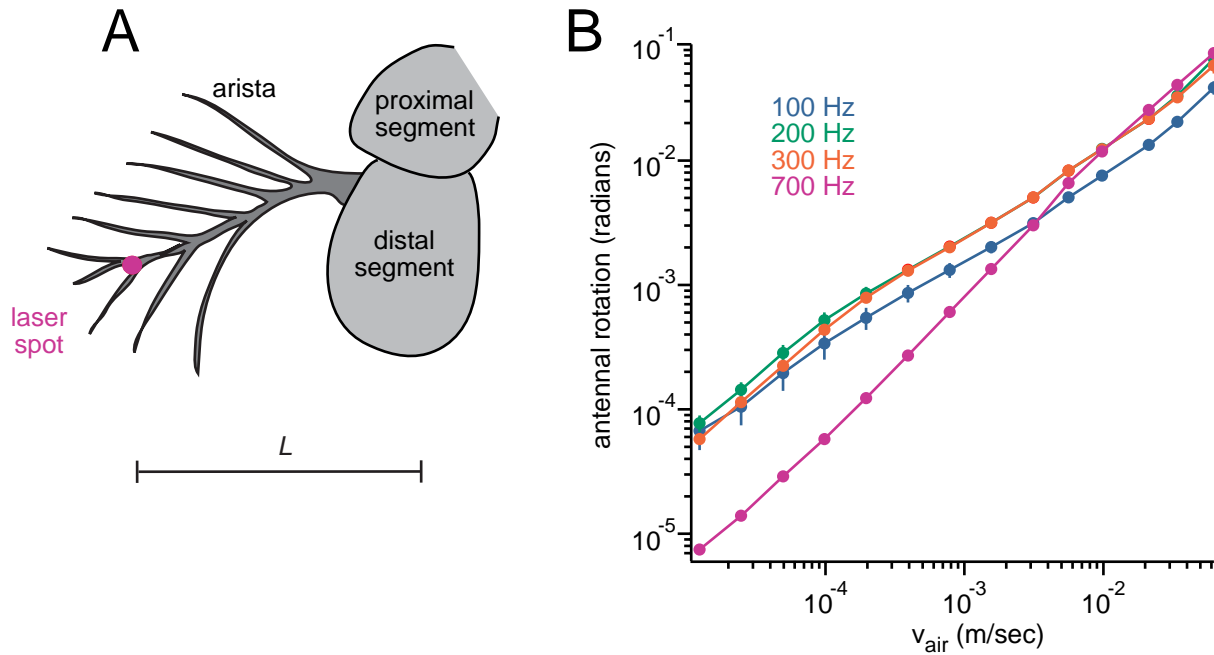 A
arista
proximal
segment
distal
segment
laser
spot
L
B
100 Hz
200 Hz
300 Hz
700 Hz
antennal rotation (radians)
10-1
10-2
10-3
10-4
10-5
10-4
10-3
10-2
vair (m/sec)